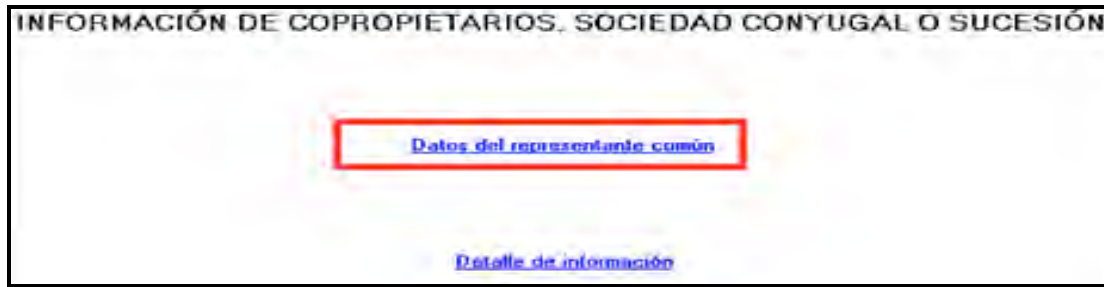 INFORMACIÓN DE COPROPIETARIOS, SOCIEDAD CONYUGAL O SUCESIÓN
Datos del representante común
Detalle de información